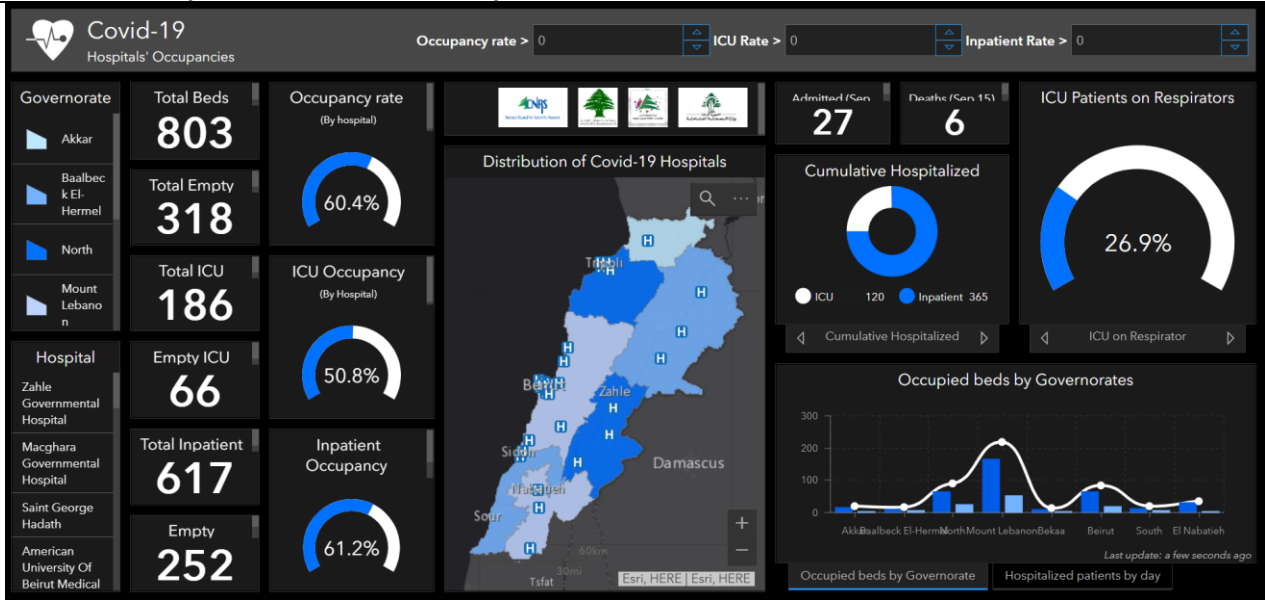 Covid-19
Hospitals' Occupancies
Occupancy rate > 0
ICU Rate > 0
Inpatient Rate > 0
Governorate
Akkar
Baalbec
k El-
Hermel
North
Mount
Lebano
n
Hospital
Zahle
Governmental
Hospital
Macghara
Governmental
Hospital
Saint George
Hadath
American
University Of
Beirut Medical
Total Beds
803
Total Empty
318
Total ICU
186
Empty ICU
66
Total Inpatient
617
Empty
252
Occupancy rate
(By hospital)
60.4%
ICU Occupancy
(By Hospital)
50.8%
Inpatient
Occupancy
61.2%
CNRS
Distribution of Covid-19 Hospitals
Tripoli
Beirut
Zahle
Sidon
Damascus
Nabatieh
Sour
60km
30mi
Tsfat
Esri, HERE | Esri, HERE
Admitted (Sep
27
Deaths (Sep 15)
6
Cumulative Hospitalized
ICU 120
Inpatient 365
Cumulative Hospitalized
ICU Patients on Respirators
26.9%
ICU on Respirator
Occupied beds by Governorates
300
200
100
0
Akkar Baalbeck El-Hermel North Mount Lebanon Bekaa Beirut South El Nabatieh
Last update: a few seconds ago
Occupied beds by Governorate
Hospitalized patients by day